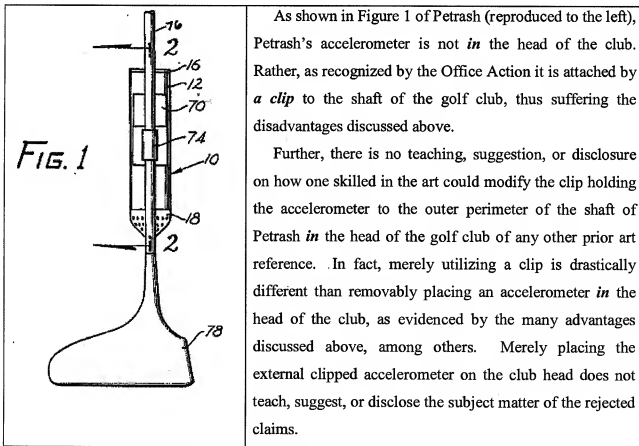 76
2
16
12
70
74
FIG. 1
10
18
2
78
As shown in Figure 1 of Petrash (reproduced to the left),
Petrash's accelerometer is not in the head of the club.
Rather, as recognized by the Office Action it is attached by
a clip to the shaft of the golf club, thus suffering the
disadvantages discussed above.
Further, there is no teaching, suggestion, or disclosure
on how one skilled in the art could modify the clip holding
the accelerometer to the outer perimeter of the shaft of
Petrash in the head of the golf club of any other prior art
reference. . In fact, merely utilizing a clip is drastically
different than removably placing an accelerometer in the
head of the club, as evidenced by the many advantages
discussed above, among others. Merely placing the
external clipped accelerometer on the club head does not
teach, suggest, or disclose the subject matter of the rejected
claims.